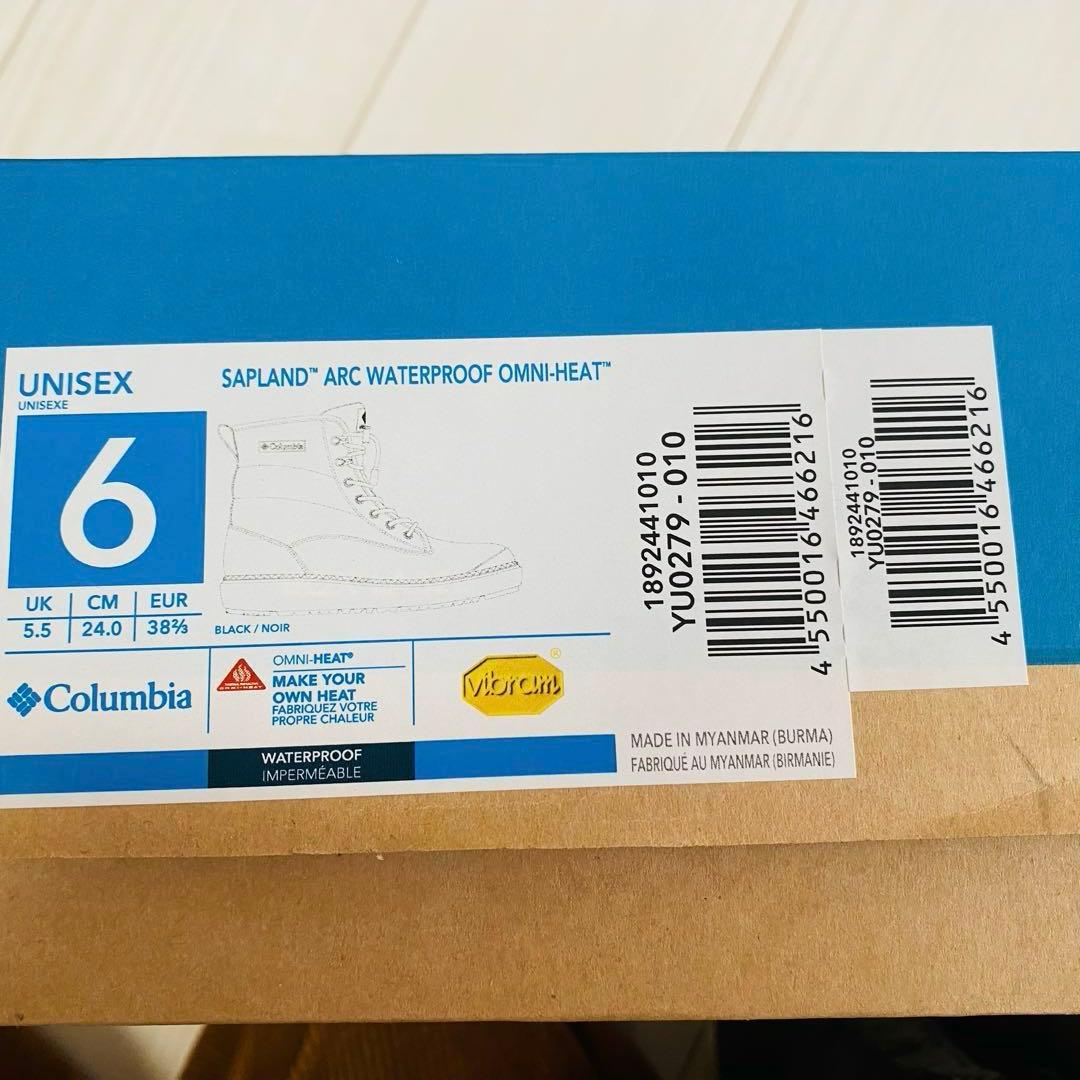 UNISEX
UNISEXE
6
UK CM EUR
5.5 24.0 38⅔
SAPLAND™ ARC WATERPROOF OMNI-HEAT™
Columbia
BLACK / NOIR
Columbia
OMNI-HEAT®
MAKE YOUR
OWN HEAT
FABRIQUEZ VOTRE
PROPRE CHALEUR
vibram®
WATERPROOF
IMPERMÉABLE
1892441010
YU0279 - 010
4 550016 466216
MADE IN MYANMAR (BURMA)
FABRIQUÉ AU MYANMAR (BIRMANIE)
1892441010
YU0279 - 010
4 550016 466216